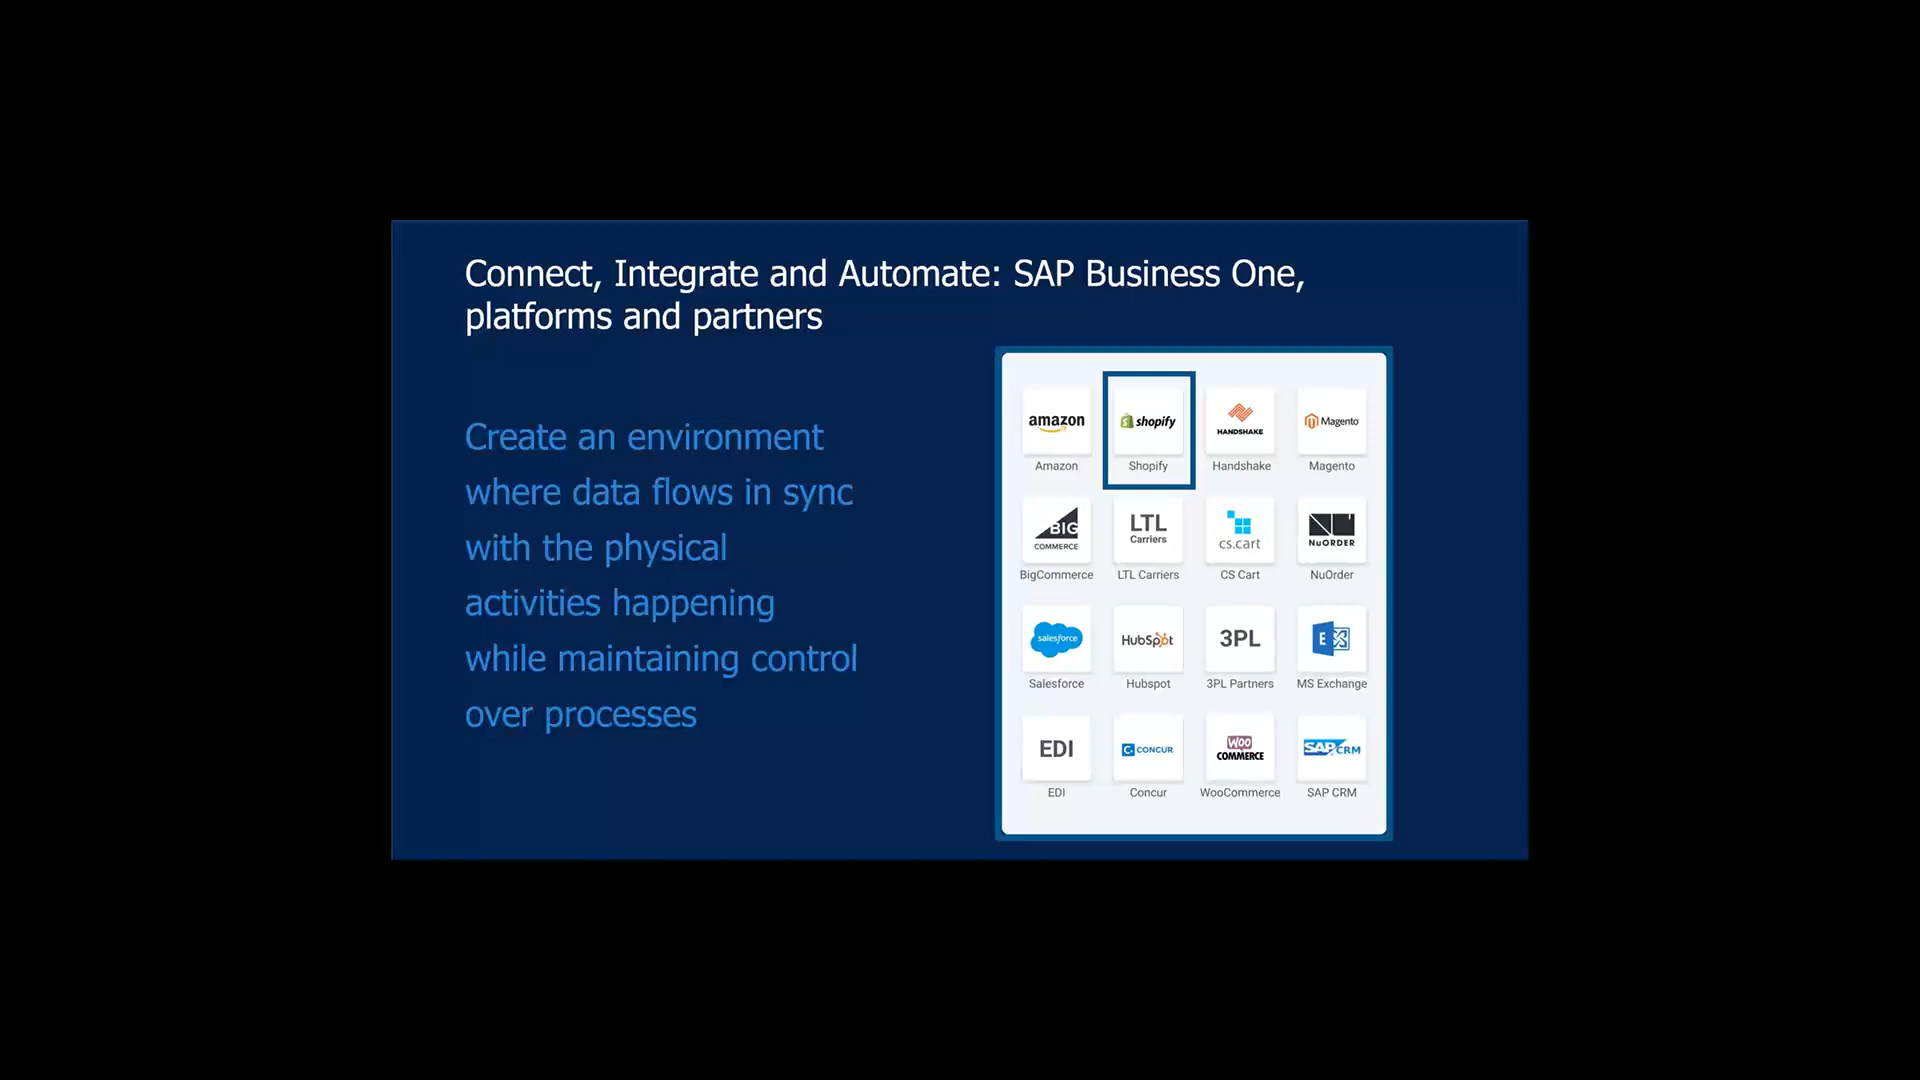 Connect, Integrate and Automate: SAP Business One,
platforms and partners
Create an environment
where data flows in sync
with the physical
activities happening
while maintaining control
over processes
amazon
Amazon
shopify
Shopify
HANDSHAKE
Handshake
Magento
Magento
BIG
COMMERCE
BigCommerce
LTL
Carriers
LTL Carriers
cs.cart
CS Cart
NUORDER
NuOrder
salesforce
Salesforce
HubSpot
Hubspot
3PL
3PL Partners
E
MS Exchange
EDI
EDI
C. CONCUR
Concur
WOO
COMMERCE
WooCommerce
SAP CRM
SAP CRM